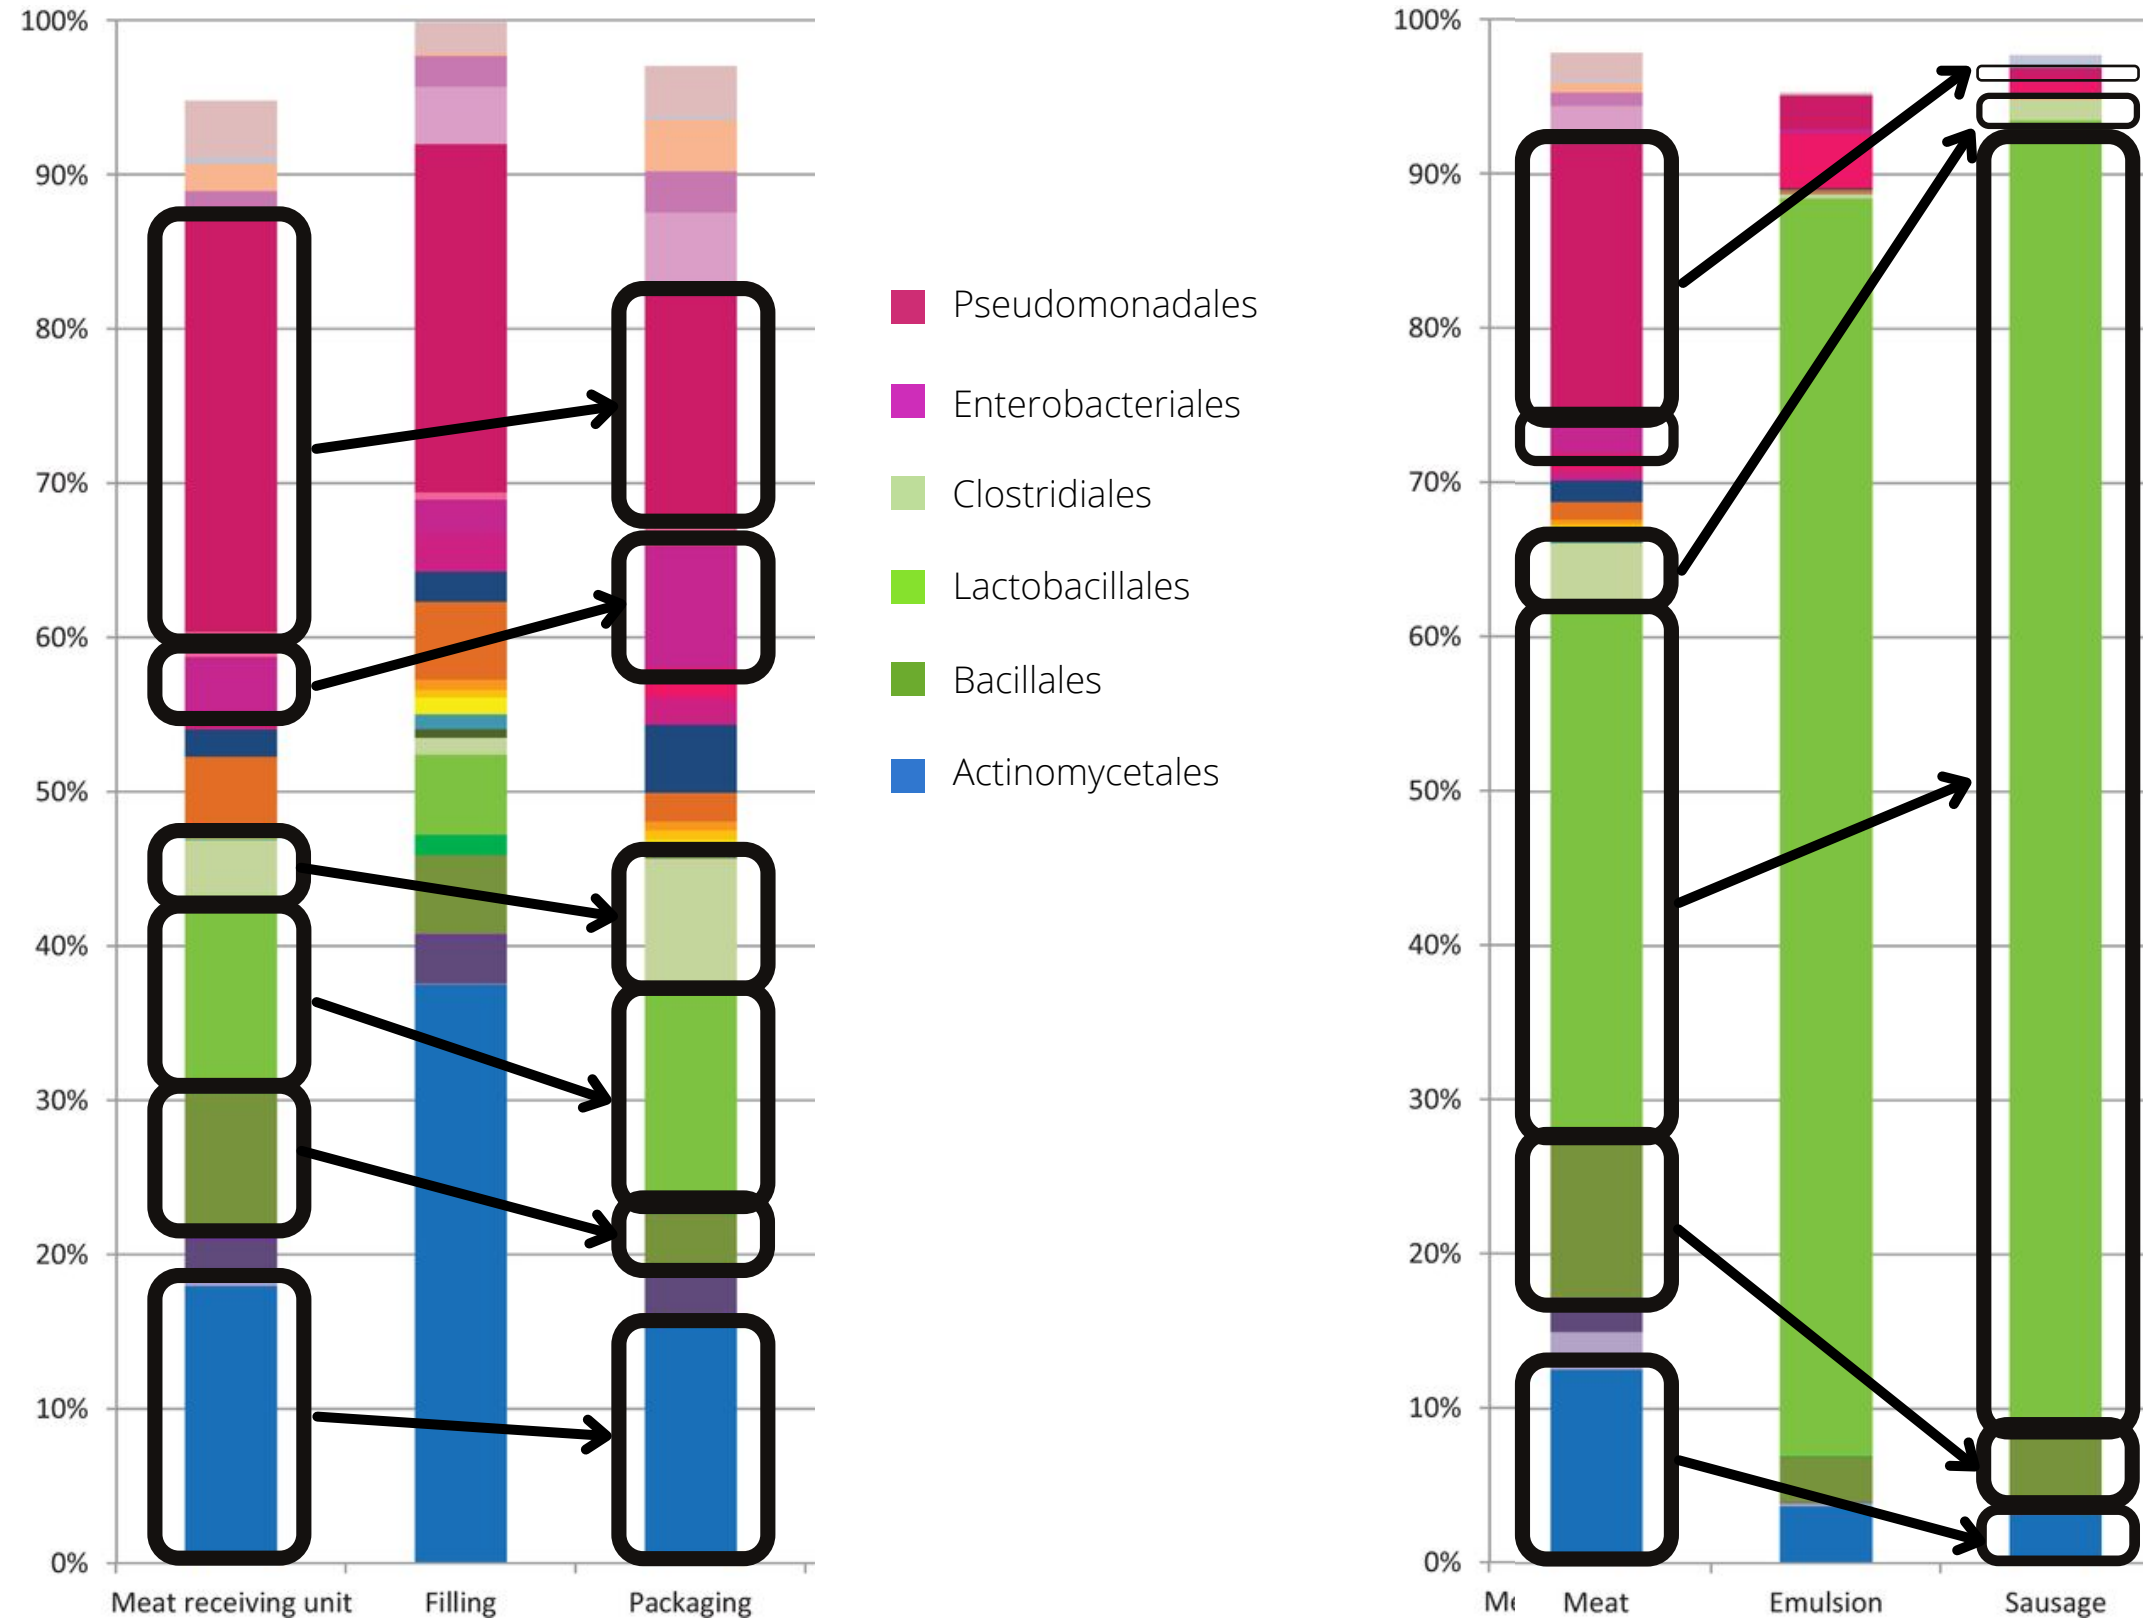 100%
90%
80%
70%
60%
50%
40%
30%
20%
10%
0%
Meat receiving unit
Filling
Packaging
Pseudomonadales
Enterobacteriales
Clostridiales
Lactobacillales
Bacillales
Actinomycetales
100%
90%
80%
70%
60%
50%
40%
30%
20%
10%
0%
Meat
Emulsion
Sausage